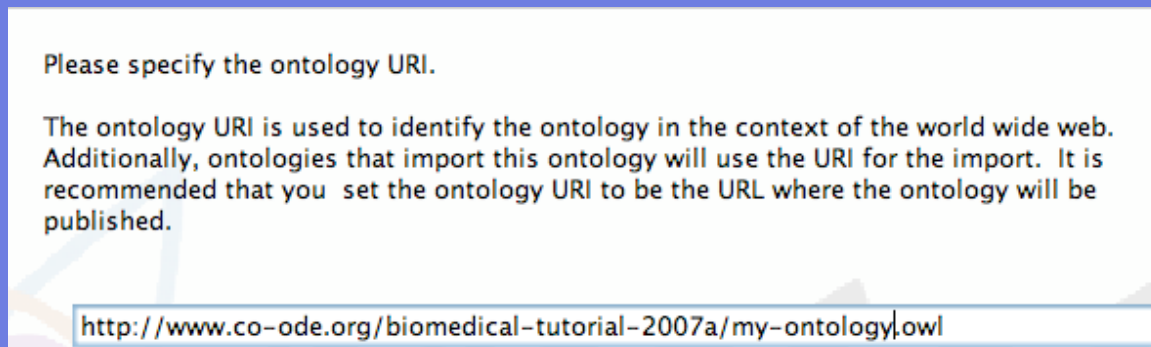 Please specify the ontology URI.
The ontology URI is used to identify the ontology in the context of the world wide web.
Additionally, ontologies that import this ontology will use the URI for the import.  It is
recommended that you  set the ontology URI to be the URL where the ontology will be
published.
http://www.co-ode.org/biomedical-tutorial-2007a/my-ontology.owl